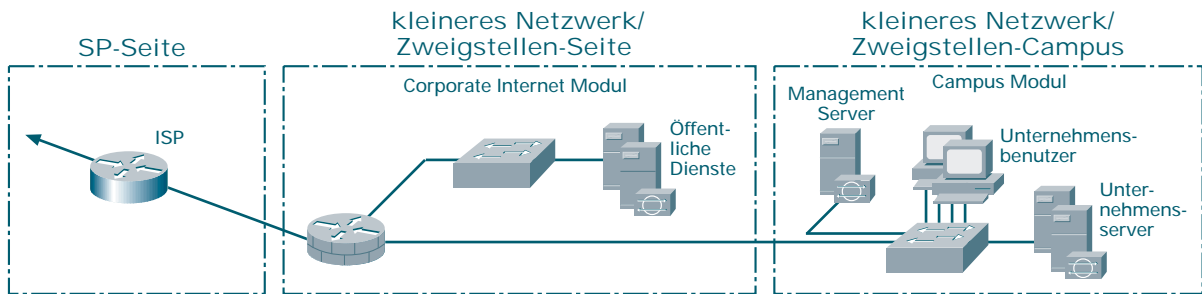 SP-Seite
kleineres Netzwerk/
Zweigstellen-Seite
kleineres Netzwerk/
Zweigstellen-Campus
Corporate Internet Modul
Campus Modul
ISP
Öffent-
liche
Dienste
Management
Server
Unternehmens-
benutzer
Unter-
nehmens-
server